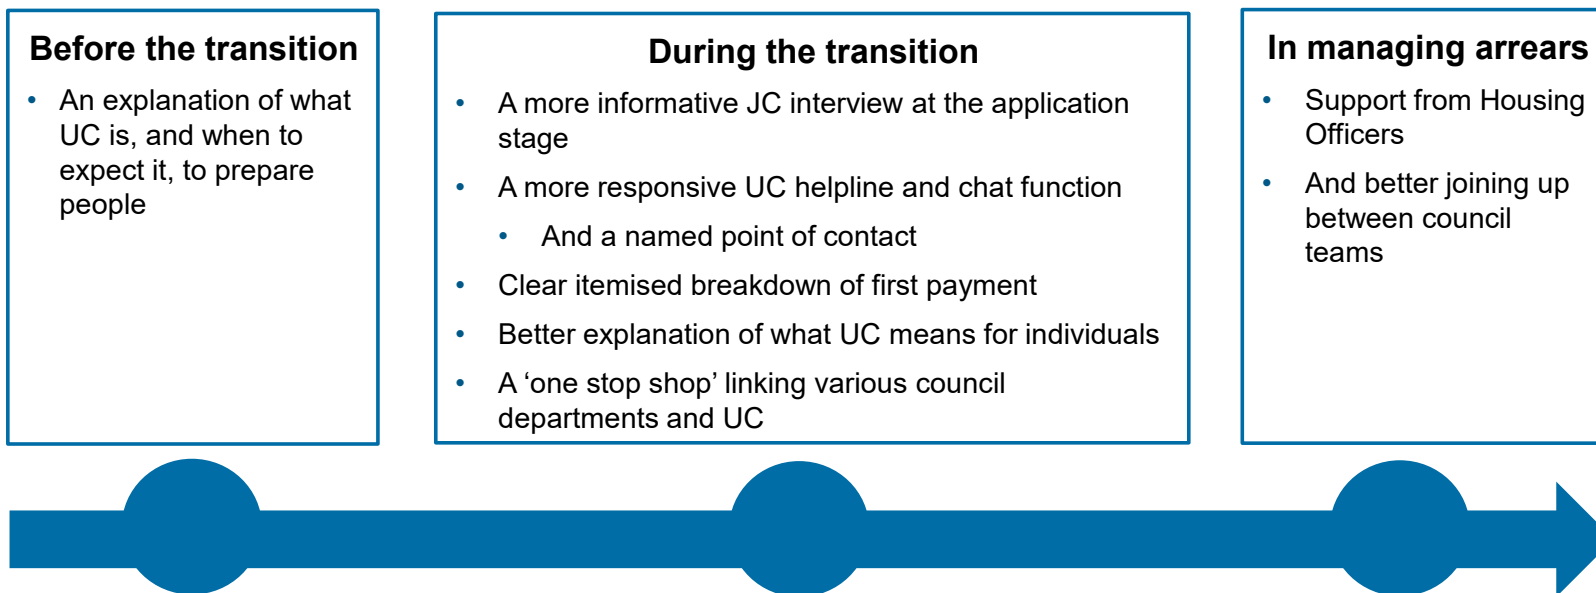 Before the transition
• An explanation of what
UC is, and when to
expect it, to prepare
people
During the transition
• A more informative JC interview at the application
stage
• A more responsive UC helpline and chat function
• And a named point of contact
• Clear itemised breakdown of first payment
• Better explanation of what UC means for individuals
• A ‘one stop shop’ linking various council
departments and UC
In managing arrears
• Support from Housing
Officers
• And better joining up
between council
teams